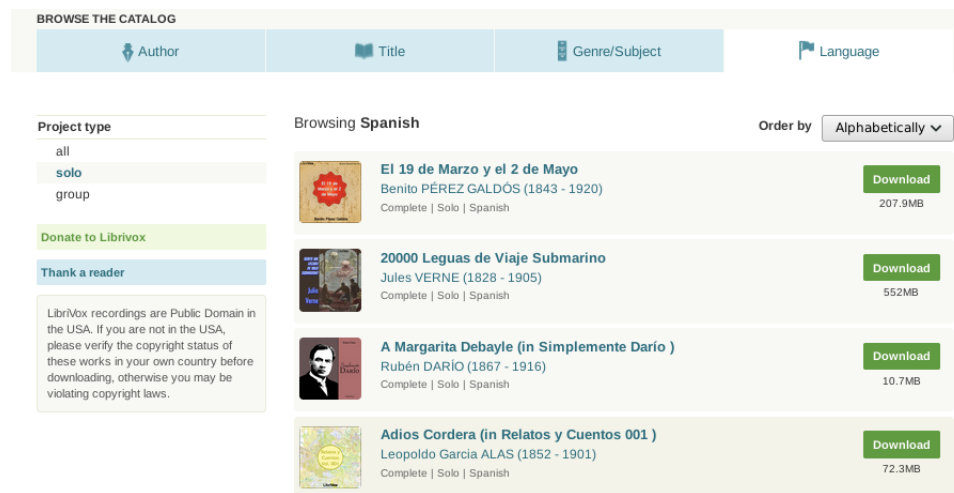 BROWSE THE CATALOG
Author
Title
Genre/Subject
Language
Project type
all
solo
group
Donate to Librivox
Thank a reader
LibriVox recordings are Public Domain in
the USA. If you are not in the USA,
please verify the copyright status of
these works in your own country before
downloading, otherwise you may be
violating copyright laws.
Browsing Spanish
Order by
Alphabetically
El 19 de Marzo y el 2 de Mayo
Benito PÉREZ GALDÓS (1843 - 1920)
Complete | Solo | Spanish
Download
207.9MB
20000 Leguas de Viaje Submarino
Jules VERNE (1828 - 1905)
Complete | Solo | Spanish
Download
552MB
A Margarita Debayle (in Simplemente Darío )
Rubén DARÍO (1867 - 1916)
Complete | Solo | Spanish
Download
10.7MB
Adios Cordera (in Relatos y Cuentos 001 )
Leopoldo Garcia ALAS (1852 - 1901)
Complete | Solo | Spanish
Download
72.3MB